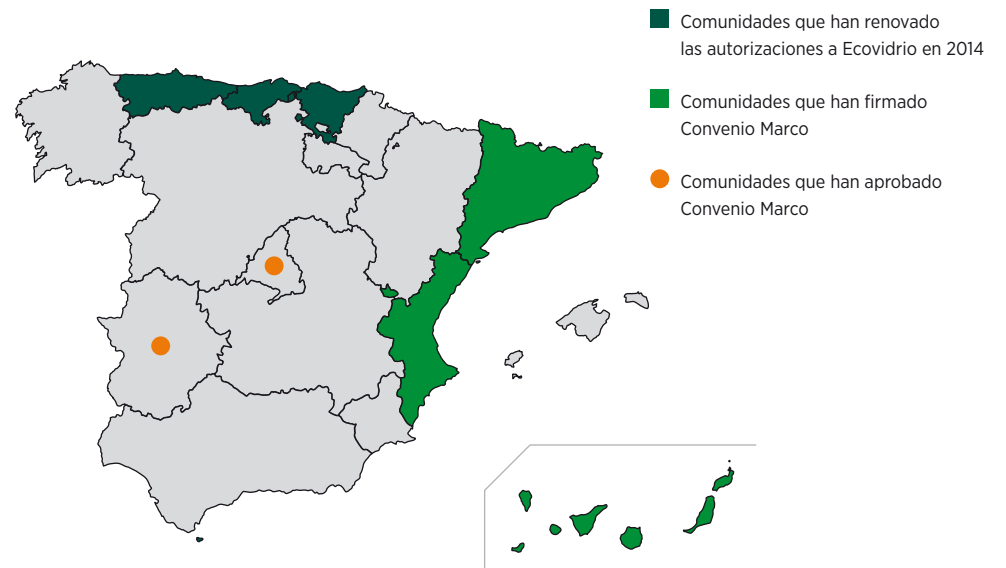 Comunidades que han renovado
las autorizaciones a Ecovidrio en 2014
Comunidades que han firmado
Convenio Marco
Comunidades que han aprobado
Convenio Marco